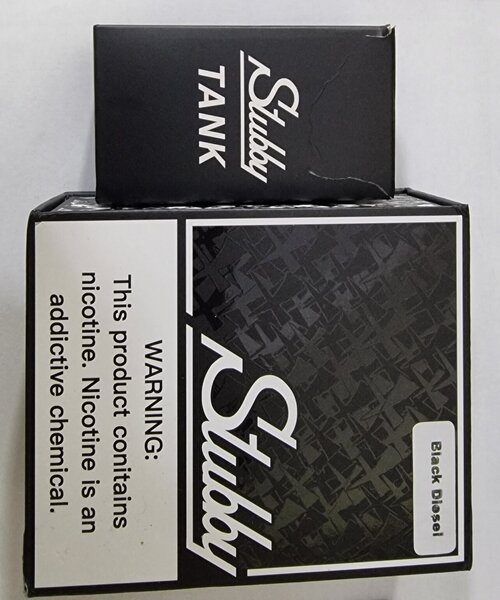 Stubby
TANK
Black Diesel
Stubby
WARNING:
This product conitains
nicotine. Nicotine is an
addictive chemical.